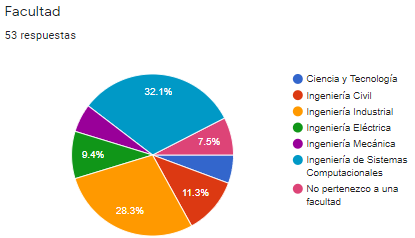 Facultad
53 respuestas
32.1%
7.5%
9.4%
11.3%
28.3%
Ciencia y Tecnología
Ingeniería Civil
Ingeniería Industrial
Ingeniería Eléctrica
Ingeniería Mecánica
Ingeniería de Sistemas
Computacionales
No pertenezco a una
facultad